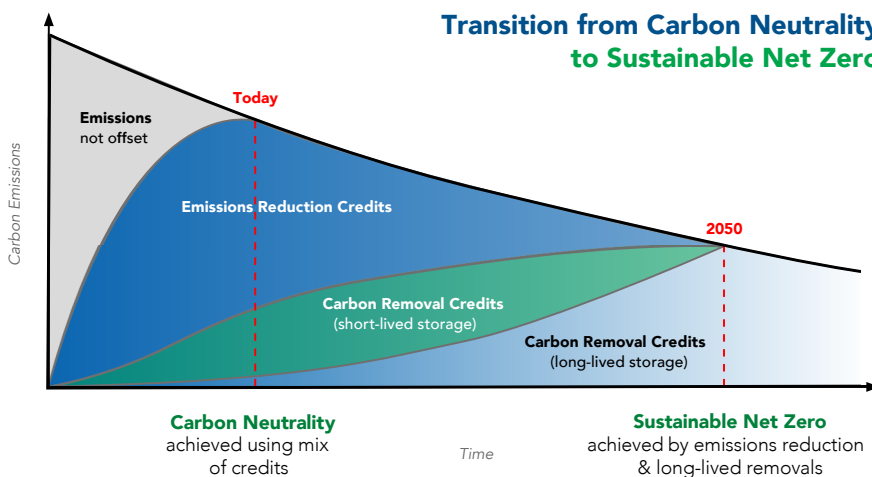 Transition from Carbon Neutrality
to Sustainable Net Zero
Today
Emissions
not offset
Carbon Emissions
Emissions Reduction Credits
2050
Carbon Removal Credits
(short-lived storage)
Carbon Removal Credits
(long-lived storage)
Carbon Neutrality
achieved using mix
of credits
Time
Sustainable Net Zero
achieved by emissions reduction
& long-lived removals